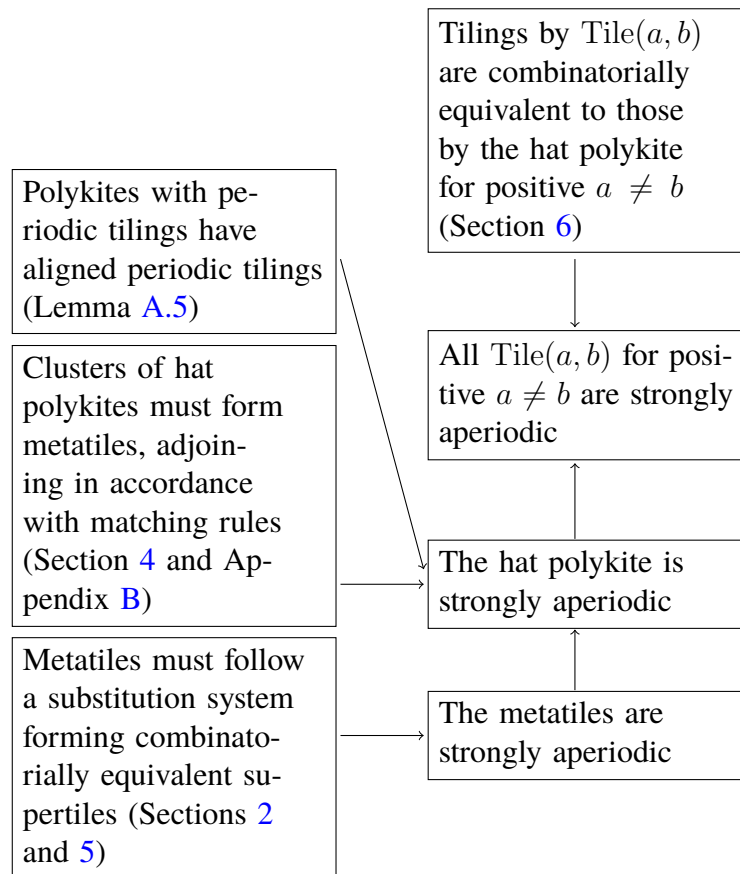 Tilings by Tile(a, b)
are combinatorially
equivalent to those
by the hat polykite
for positive a ≠ b
(Section 6)
Polykites with pe-
riodic tilings have
aligned periodic tilings
(Lemma A.5)
All Tile(a, b) for posi-
tive a ≠ b are strongly
aperiodic
Clusters of hat
polykites must form
metatiles, adjoin-
ing in accordance
with matching rules
(Section 4 and Ap-
pendix B)
The hat polykite is
strongly aperiodic
Metatiles must follow
a substitution system
forming combinato-
rially equivalent su-
pertiles (Sections 2
and 5)
The metatiles are
strongly aperiodic